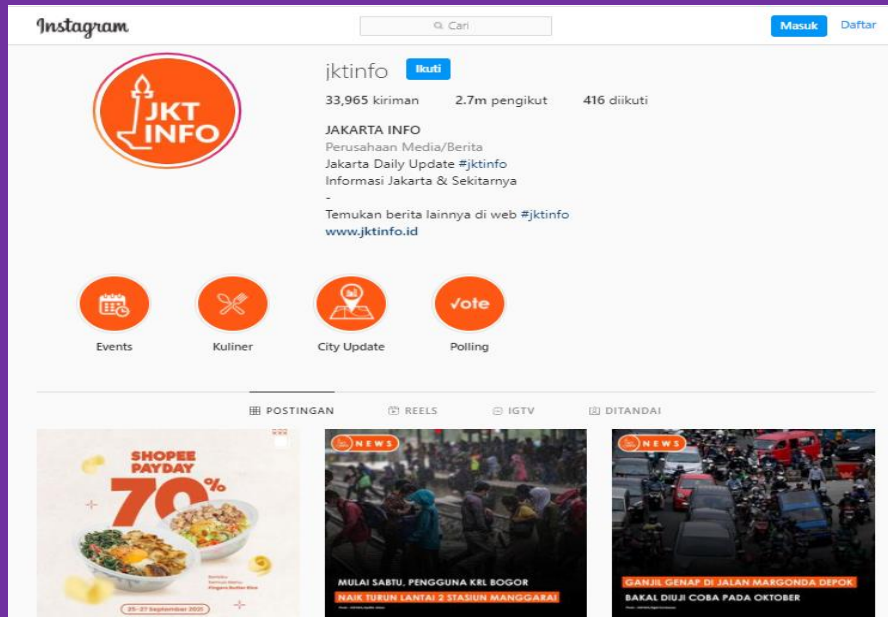 Instagram
Cari
Masuk
Daftar
JKT
INFO
jktinfo
Ikuti
33,965 kiriman 2.7m pengikut 416 diikuti
JAKARTA INFO
Perusahaan Media/Berita
Jakarta Daily Update #jktinfo
Informasi Jakarta & Sekitarnya
-
Temukan berita lainnya di web #jktinfo
www.jktinfo.id
√ote
Events
Kuliner
City Update
Polling
POSTINGAN
REELS
IGTV
DITANDAI
SHOPEE
PAYDAY
70%
25-27 September 2021
NEWS
MULAI SABTU, PENGGUNA KRL BOGOR
NAIK TURUN LANTAI 2 STASIUN MANGGARAI
NEWS
GANJIL GENAP DI JALAN MARGONDA DEPOK
BAKAL DIUJI COBA PADA OKTOBER